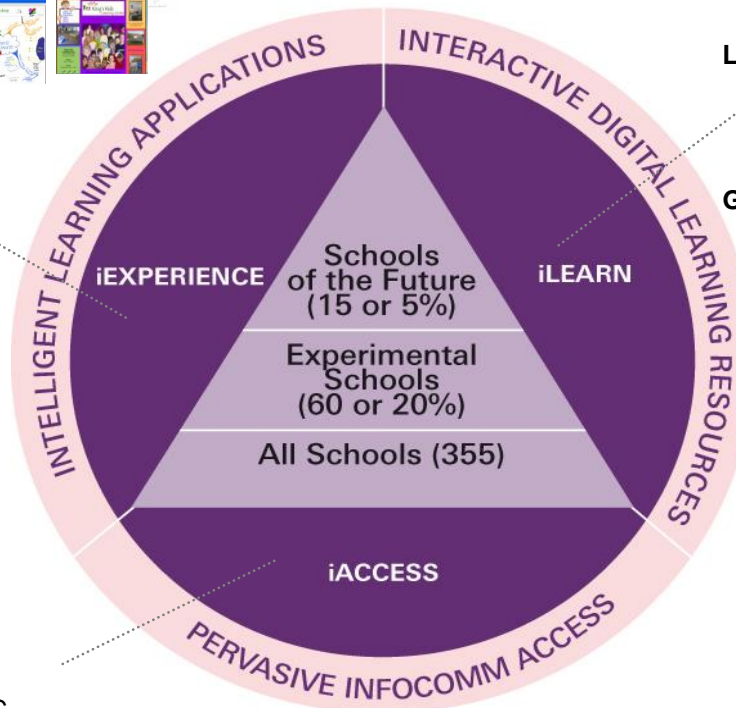 INTELLIGENT LEARNING APPLICATIONS
INTERACTIVE DIGITAL LEARNING RESOURCES
L
G
iEXPERIENCE
Schools
of the Future
(15 or 5%)
iLEARN
Experimental
Schools
(60 or 20%)
All Schools (355)
iACCESS
PERVASIVE INFOCOMM ACCESS